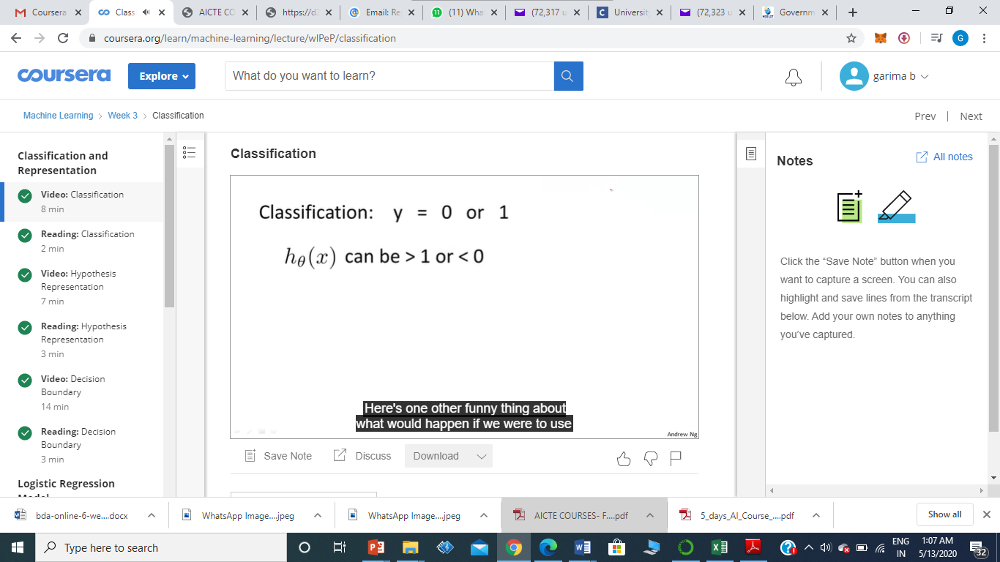 Coursera
Class
AICTE CO
https://d3
Email: Re
(11) Wha
(72,317 u
Universit
(72,323 u
Governm
coursera.org/learn/machine-learning/lecture/wlPeP/classification
G
coursera
Explore
What do you want to learn?
garima b
Machine Learning > Week 3 > Classification
Prev | Next
Classification and
Representation
Video: Classification
8 min
Reading: Classification
2 min
Video: Hypothesis
Representation
7 min
Reading: Hypothesis
Representation
3 min
Video: Decision
Boundary
14 min
Reading: Decision
Boundary
3 min
Logistic Regression
Model
Classification
Classification: y = 0 or 1
hθ(x) can be > 1 or < 0
Here's one other funny thing about
what would happen if we were to use
Andrew Ng
Save Note
Discuss
Download
Notes
All notes
Click the “Save Note” button when you
want to capture a screen. You can also
highlight and save lines from the transcript
below. Add your own notes to anything
you’ve captured.
bda-online-6-we....docx
WhatsApp Image....jpeg
WhatsApp Image....jpeg
AICTE COURSES- F....pdf
5_days_AI_Course_....pdf
Show all
Type here to search
ENG
IN
1:07 AM
5/13/2020
32